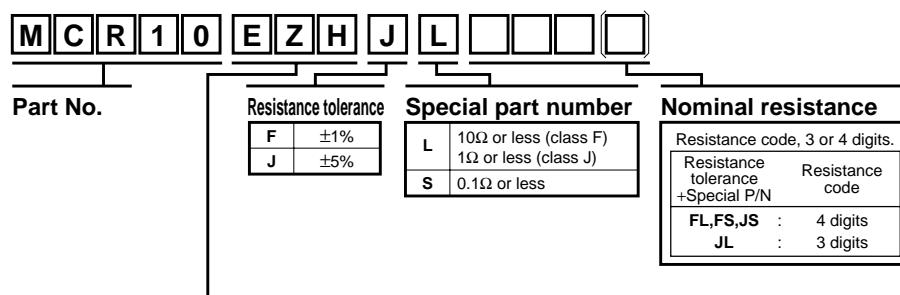 MCR10 EZH J L
Part No.
Resistance tolerance
F ±1%
J ±5%
Special part number
L 10Ω or less (class F)
1Ω or less (class J)
S 0.1Ω or less
Nominal resistance
Resistance code, 3 or 4 digits.
Resistance tolerance +Special P/N Resistance code
FL,FS,JS : 4 digits
JL : 3 digits